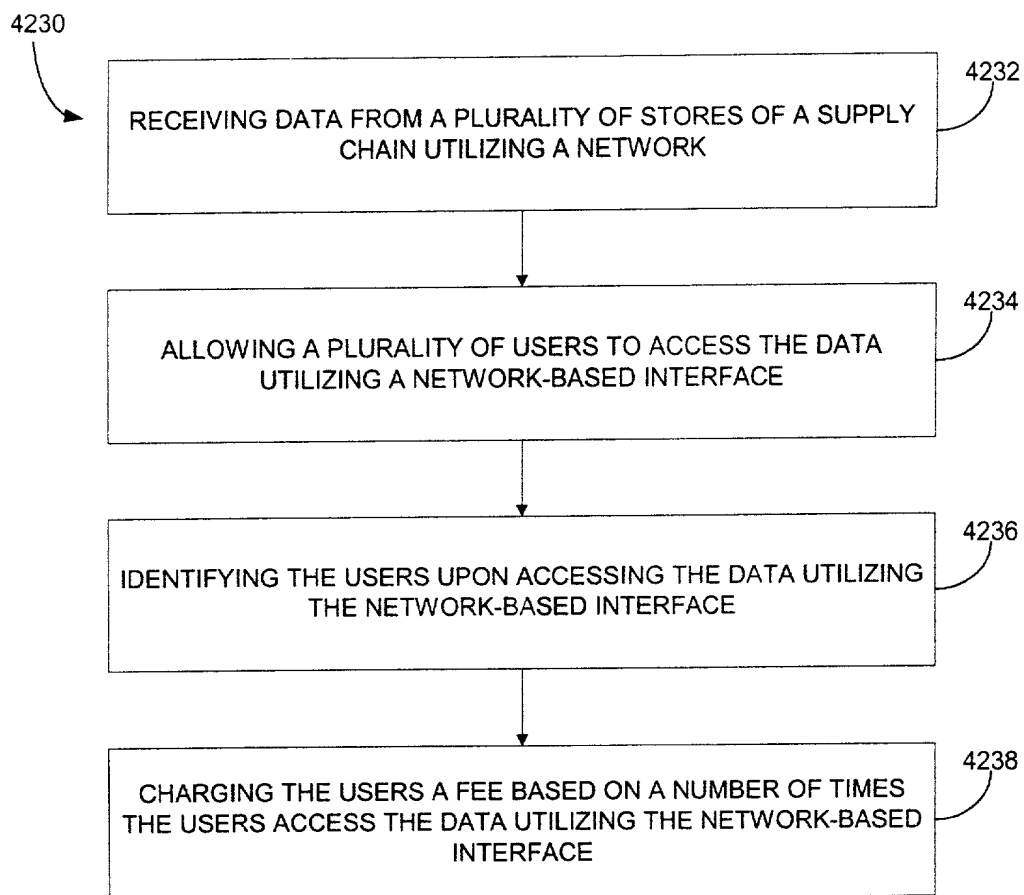 4230
4232
RECEIVING DATA FROM A PLURALITY OF STORES OF A SUPPLY
CHAIN UTILIZING A NETWORK
4234
ALLOWING A PLURALITY OF USERS TO ACCESS THE DATA
UTILIZING A NETWORK-BASED INTERFACE
4236
IDENTIFYING THE USERS UPON ACCESSING THE DATA UTILIZING
THE NETWORK-BASED INTERFACE
4238
CHARGING THE USERS A FEE BASED ON A NUMBER OF TIMES
THE USERS ACCESS THE DATA UTILIZING THE NETWORK-BASED
INTERFACE